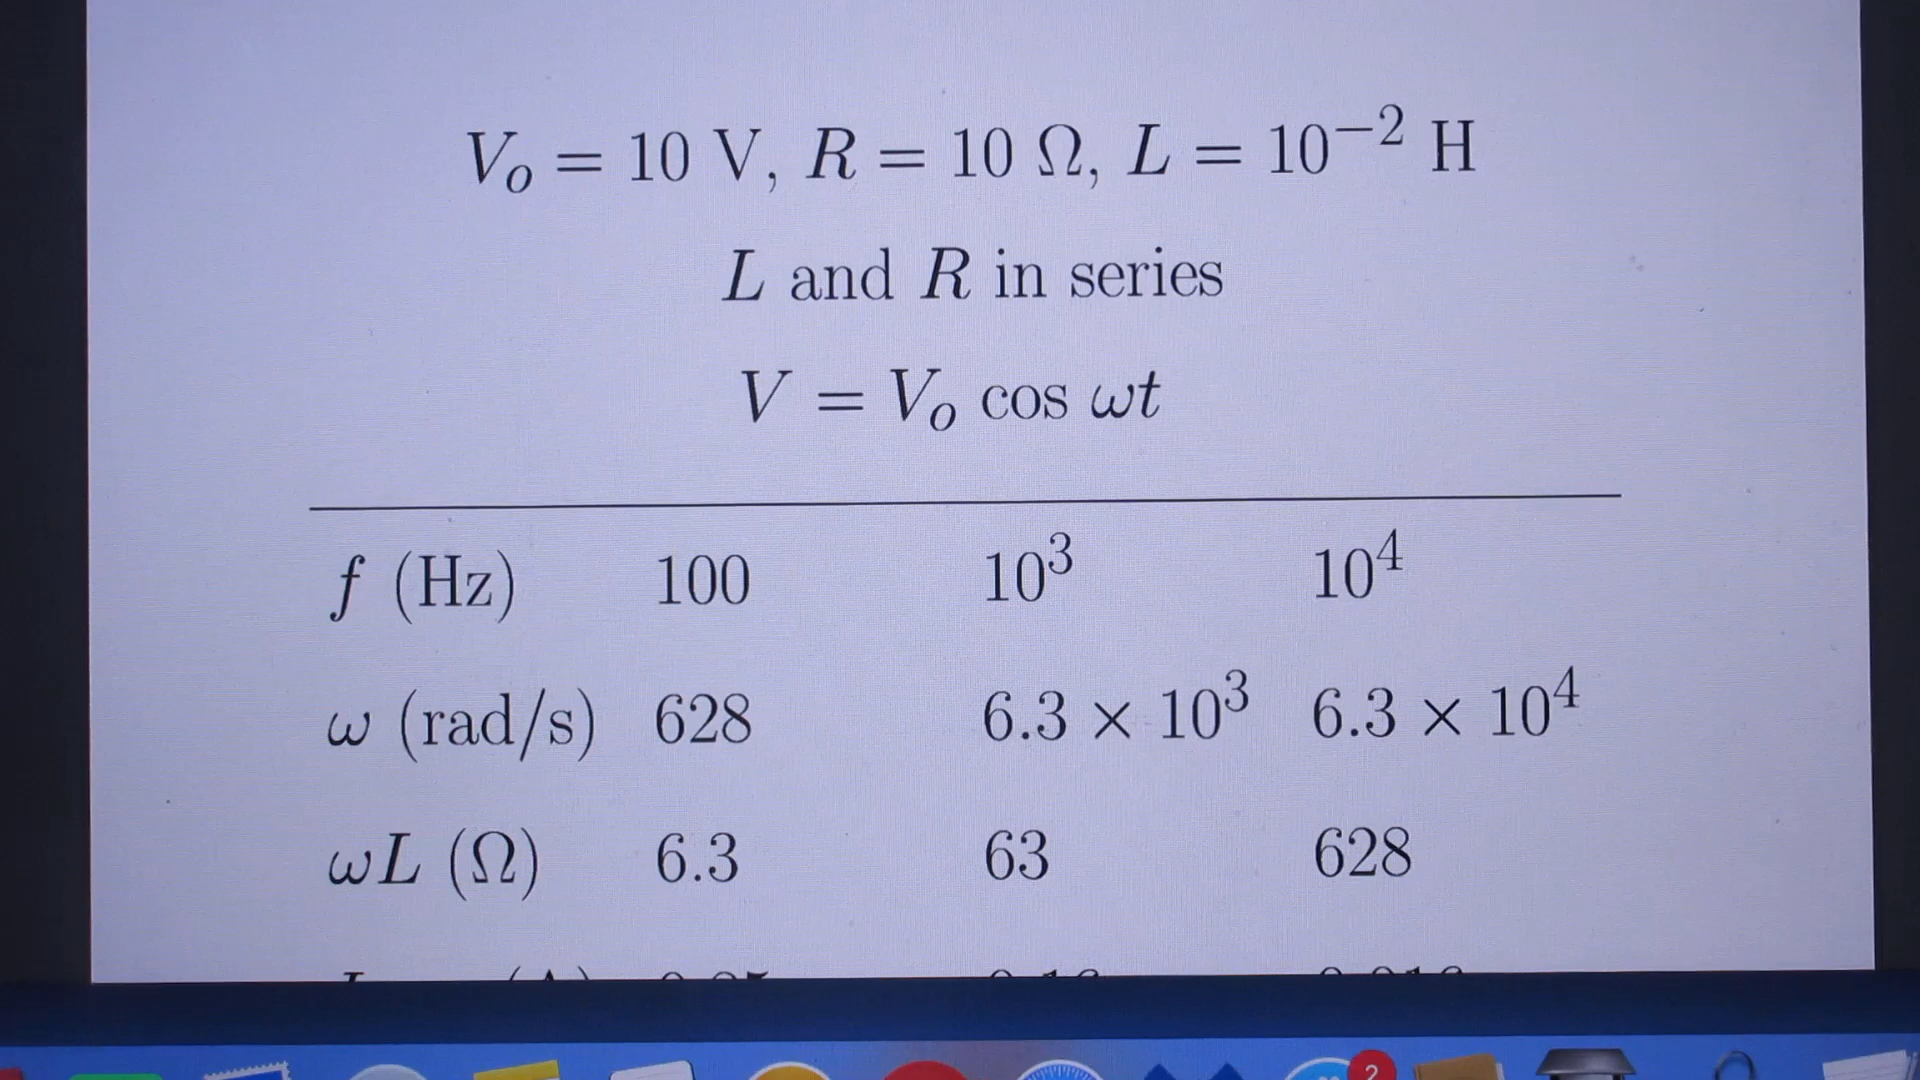 V_o = 10 V, R = 10 Ω, L = 10^{-2} H
L and R in series
V = V_o cos ωt
f (Hz) 100 10^3 10^4
ω (rad/s) 628 6.3 × 10^3 6.3 × 10^4
ωL (Ω) 6.3 63 628
2